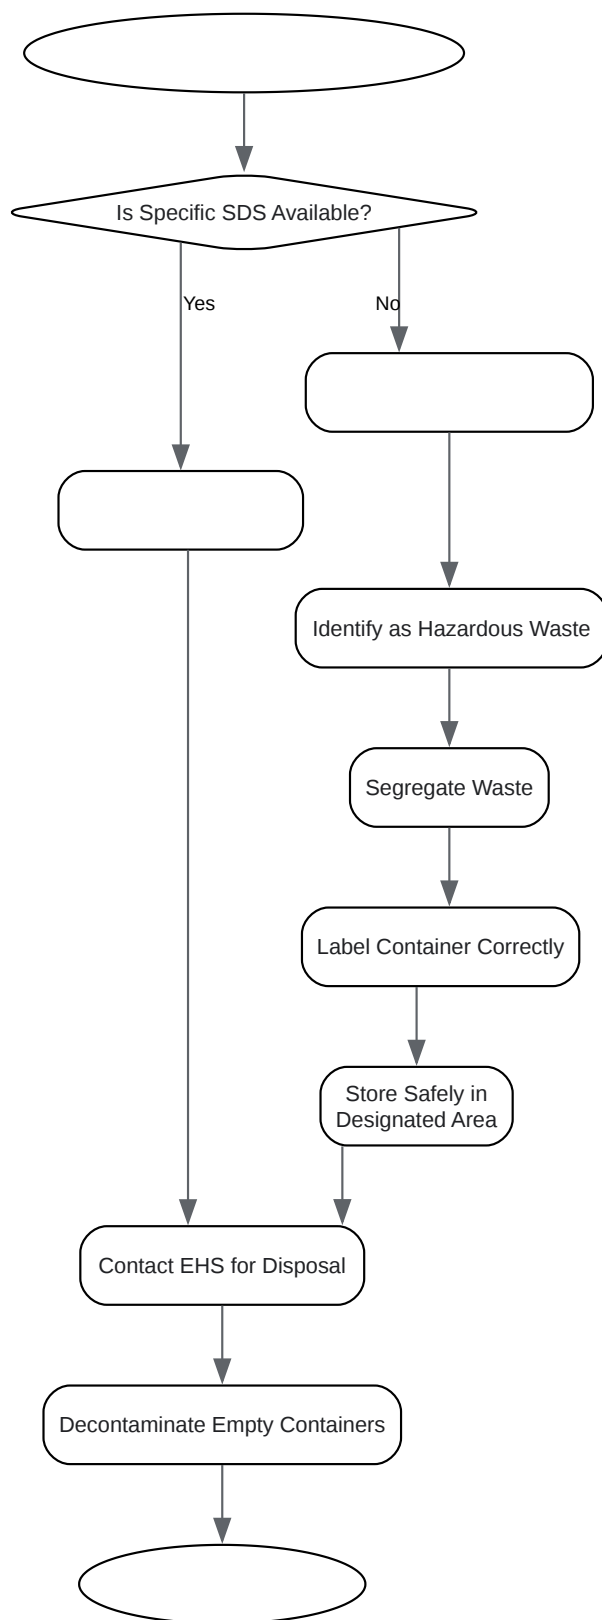 Is Specific SDS Available?
Yes
No
Identify as Hazardous Waste
Segregate Waste
Label Container Correctly
Store Safely in
Designated Area
Contact EHS for Disposal
Decontaminate Empty Containers